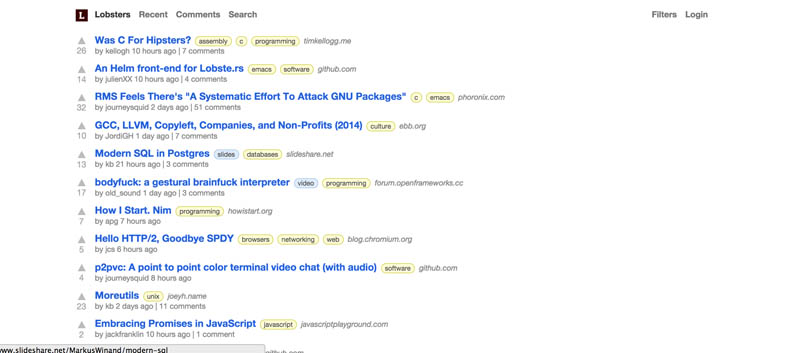 L Lobsters Recent Comments Search Filters Login
Was C For Hipsters? assembly c programming timkellogg.me
26 by kellogh 10 hours ago | 7 comments
An Helm front-end for Lobste.rs emacs software github.com
14 by julienXX 10 hours ago | 4 comments
RMS Feels There's "A Systematic Effort To Attack GNU Packages" c emacs phoronix.com
32 by journeysquid 2 days ago | 51 comments
GCC, LLVM, Copyleft, Companies, and Non-Profits (2014) culture ebb.org
10 by JordiGH 1 day ago | 7 comments
Modern SQL in Postgres slides databases slideshare.net
13 by kb 21 hours ago | 3 comments
bodyfuck: a gestural brainfuck interpreter video programming forum.openframeworks.cc
17 by old_sound 1 day ago | 3 comments
How I Start. Nim programming howistart.org
7 by apg 7 hours ago
Hello HTTP/2, Goodbye SPDY browsers networking web blog.chromium.org
5 by jcs 6 hours ago
p2pvc: A point to point color terminal video chat (with audio) software github.com
4 by journeysquid 8 hours ago
Moreutils unix joeyh.name
23 by kb 2 days ago | 11 comments
Embracing Promises in JavaScript javascript javascriptplayground.com
2 by jackfranklin 10 hours ago | 1 comment
www.slideshare.net/MarkusWinand/modern-sql github.com